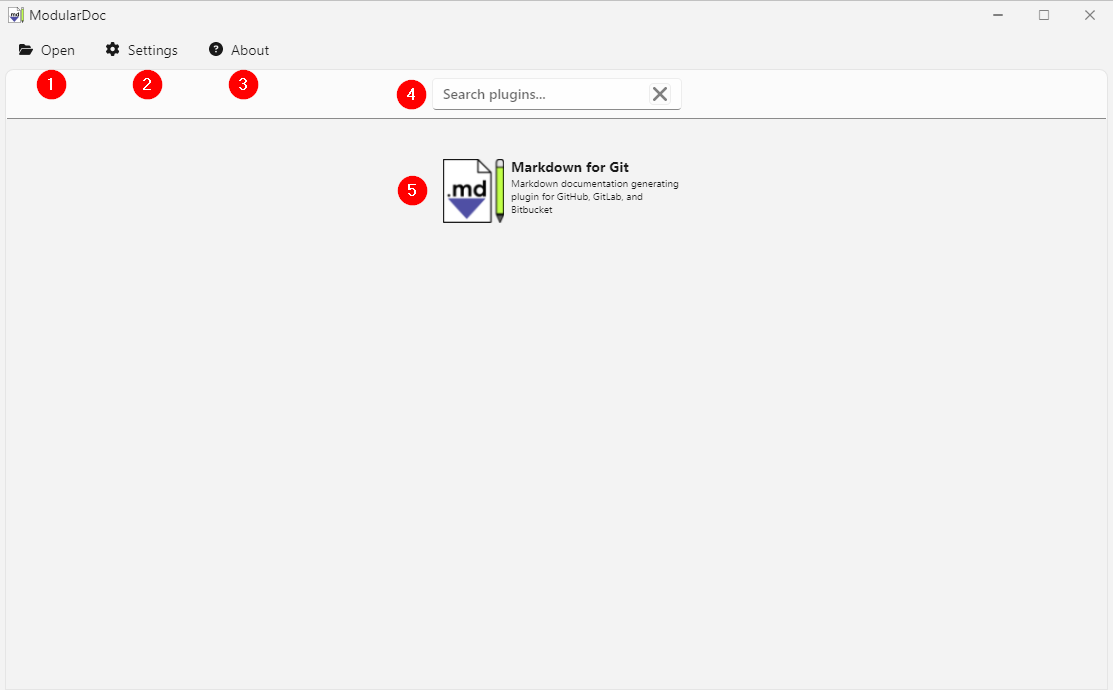 ModularDoc
Open Settings About
1 2 3
4 Search plugins...
5 .md Markdown for Git
Markdown documentation generating
plugin for GitHub, GitLab, and
Bitbucket